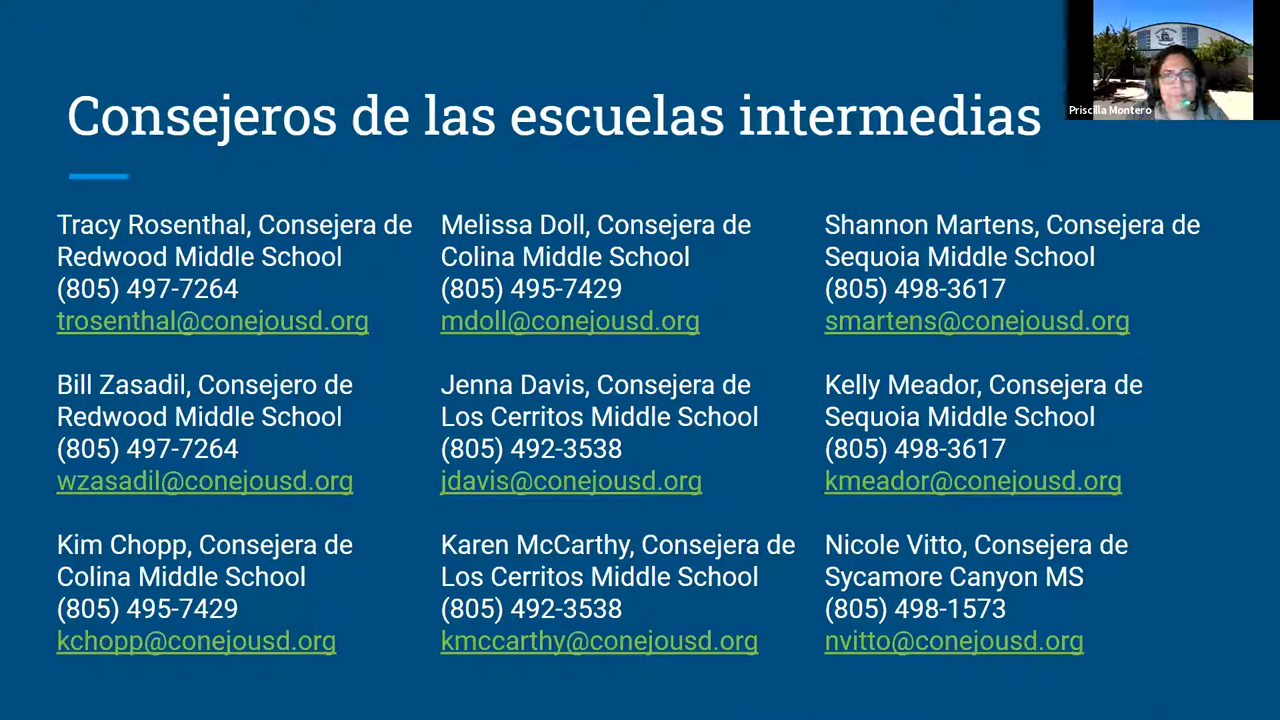 Consejeros de las escuelas intermedias
Priscilla Montero
Tracy Rosenthal, Consejera de
Redwood Middle School
(805) 497-7264
trosenthal@conejousd.org
Bill Zasadil, Consejero de
Redwood Middle School
(805) 497-7264
wzasadil@conejousd.org
Kim Chopp, Consejera de
Colina Middle School
(805) 495-7429
kchopp@conejousd.org
Melissa Doll, Consejera de
Colina Middle School
(805) 495-7429
mdoll@conejousd.org
Jenna Davis, Consejera de
Los Cerritos Middle School
(805) 492-3538
jdavis@conejousd.org
Karen McCarthy, Consejera de
Los Cerritos Middle School
(805) 492-3538
kmccarthy@conejousd.org
Shannon Martens, Consejera de
Sequoia Middle School
(805) 498-3617
smartens@conejousd.org
Kelly Meador, Consejera de
Sequoia Middle School
(805) 498-3617
kmeador@conejousd.org
Nicole Vitto, Consejera de
Sycamore Canyon MS
(805) 498-1573
nvitto@conejousd.org